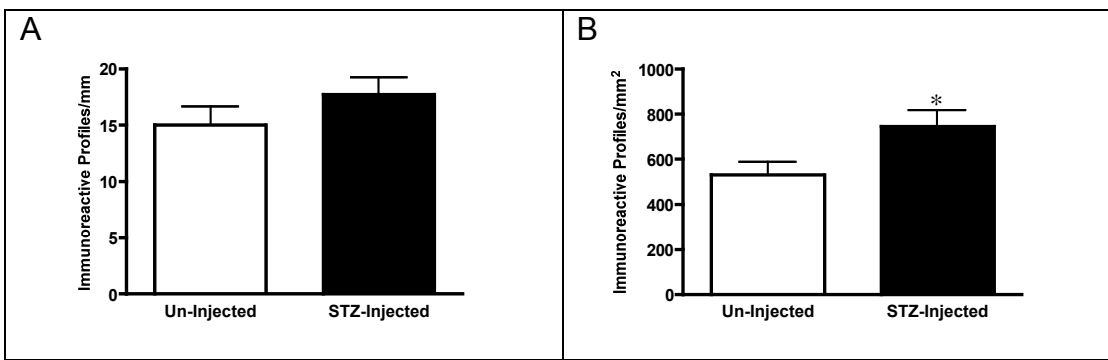 A
Immunoreactive Profiles/mm
20
15
10
5
0
Un-Injected STZ-Injected
B
Immunoreactive Profiles/mm²
1000
800
600
400
200
0
*
Un-Injected STZ-Injected